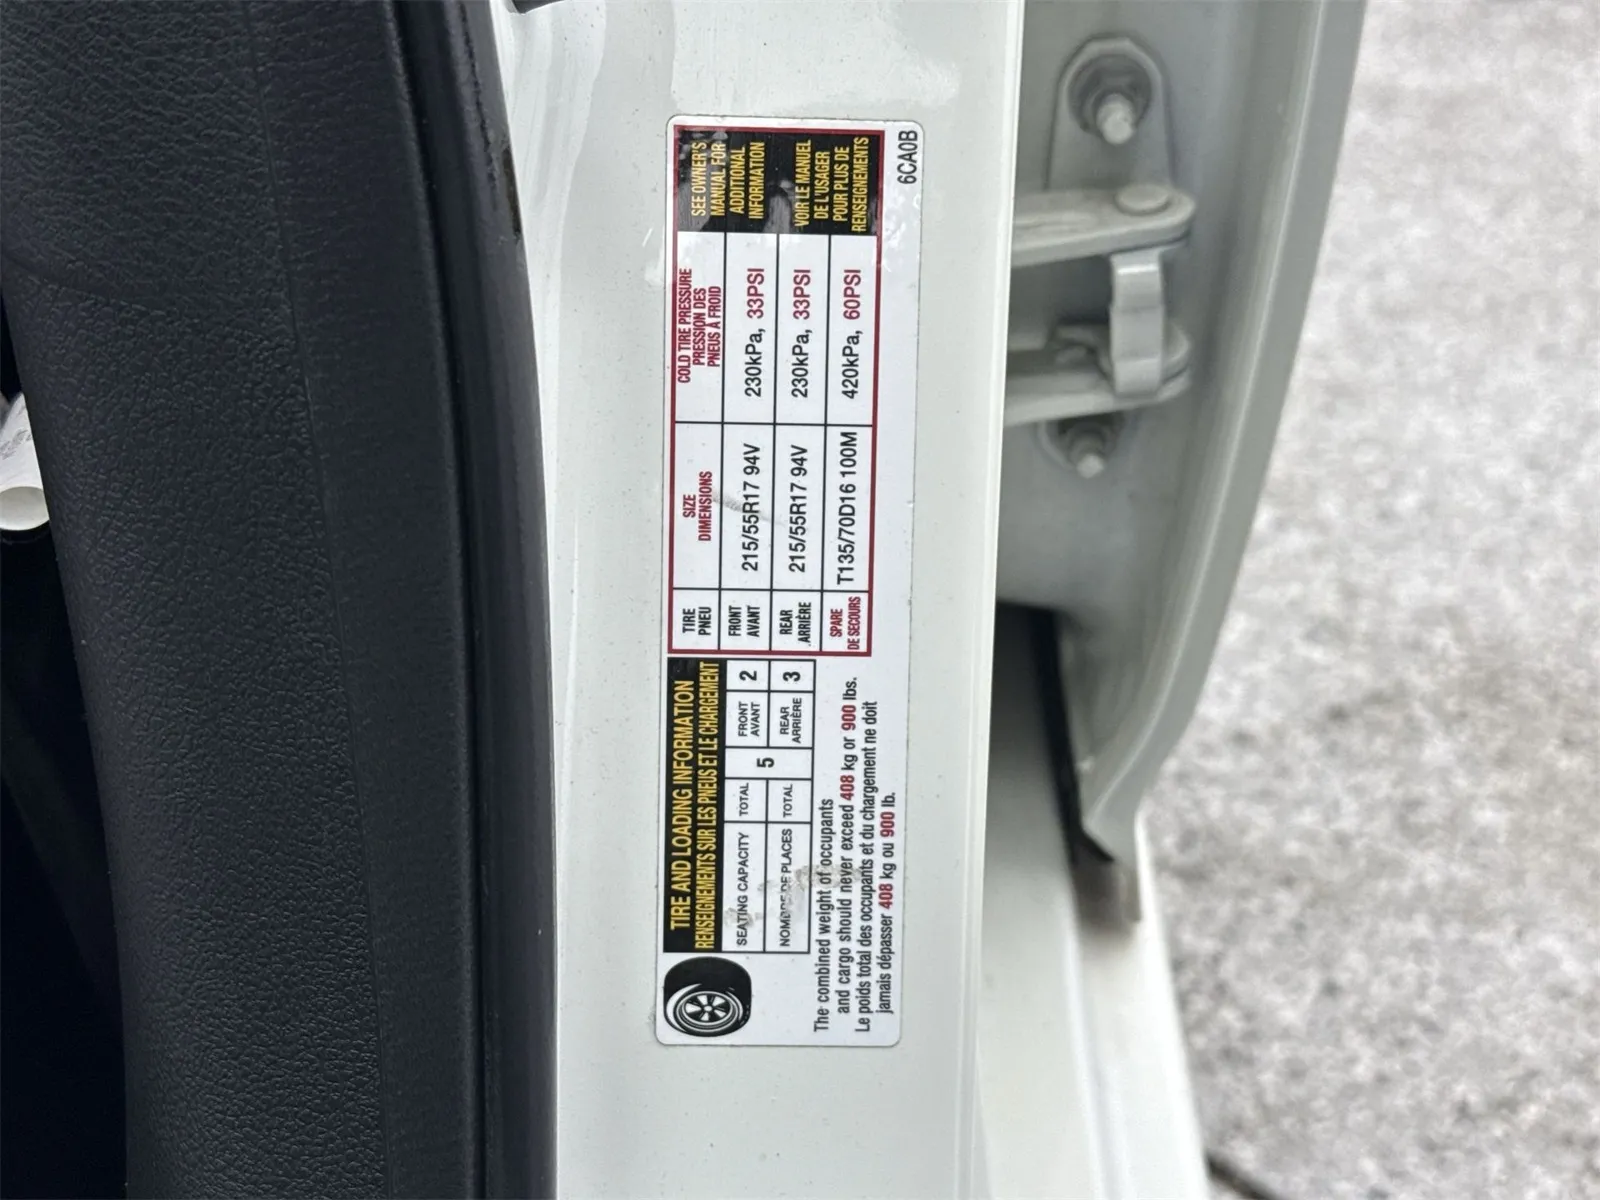 TIRE AND LOADING INFORMATION
RENSEIGNEMENTS SUR LES PNEUS ET LE CHARGEMENT
SEATING CAPACITY
NOMBRE DE PLACES
TOTAL
TOTAL
5
FRONT
AVANT
2
REAR
ARRIÈRE
3
The combined weight of occupants
and cargo should never exceed 408 kg or 900 lbs.
Le poids total des occupants et du chargement ne doit
jamais dépasser 408 kg ou 900 lb.
TIRE
PNEU
SIZE
DIMENSIONS
COLD TIRE PRESSURE
PRESSION DES
PNEUS À FROID
FRONT
AVANT
215/55R17 94V
230kPa, 33PSI
REAR
ARRIÈRE
215/55R17 94V
230kPa, 33PSI
SPARE
DE SECOURS
T135/70D16 100M
420kPa, 60PSI
SEE OWNER'S
MANUAL FOR
ADDITIONAL
INFORMATION
VOIR LE MANUEL
DE L'USAGER
POUR PLUS DE
RENSEIGNEMENTS
6CA0B